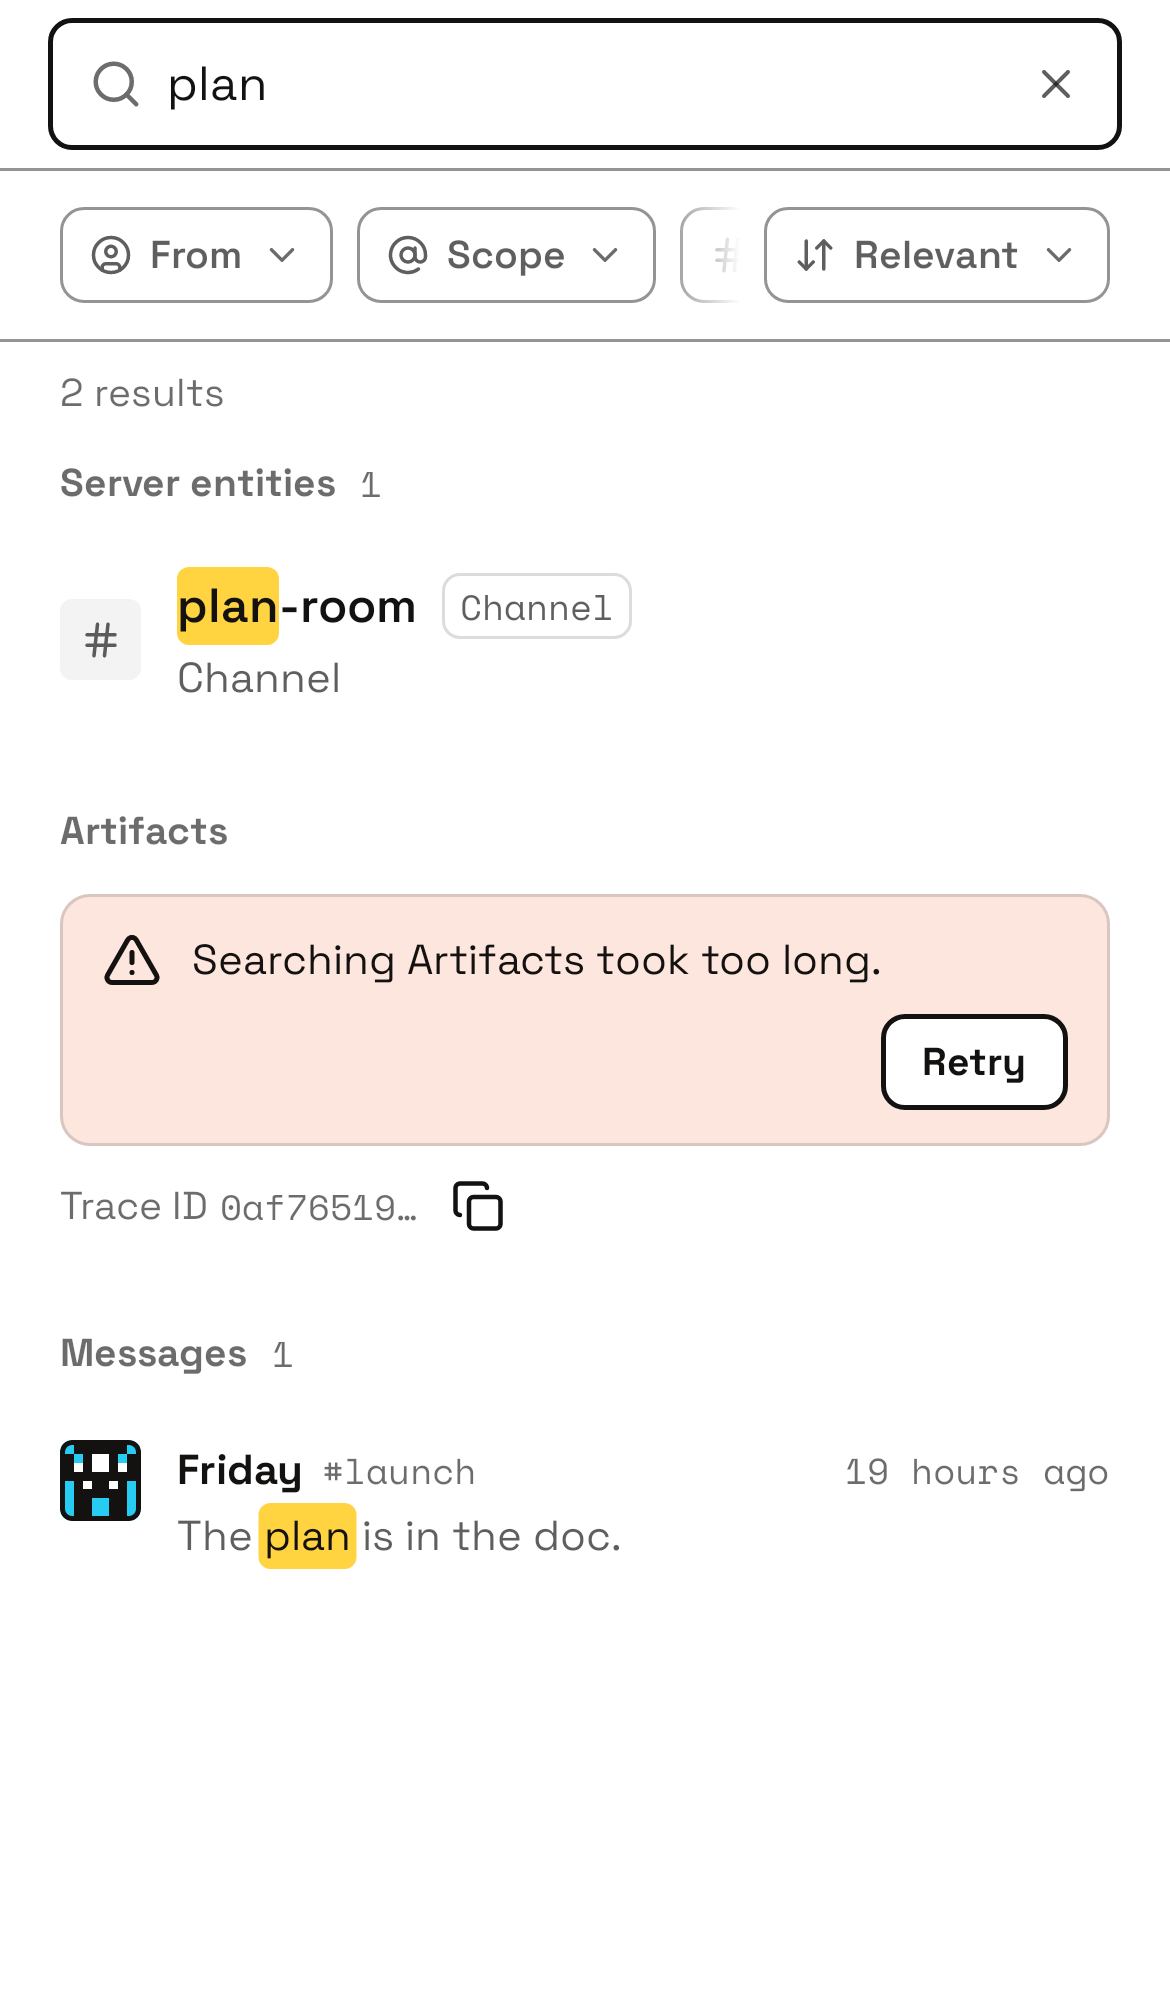 plan
From
Scope
#
Relevant
2 results
Server entities 1
# plan-room Channel
Channel
Artifacts
Searching Artifacts took too long.
Retry
Trace ID 0af76519…
Messages 1
Friday #launch 19 hours ago
The plan is in the doc.